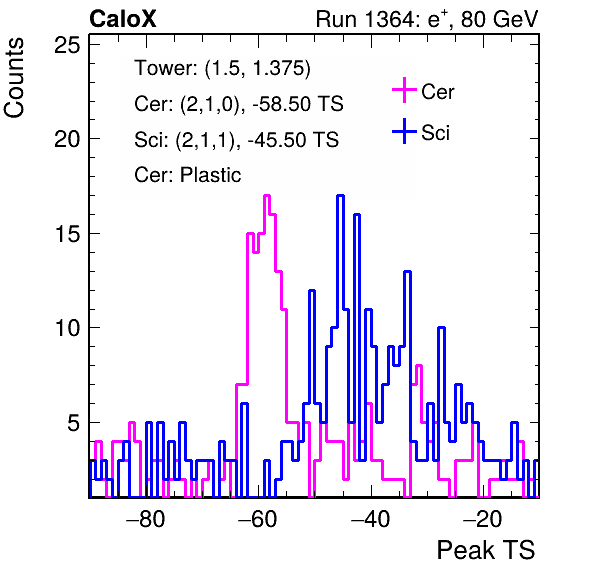 CaloX Run 1364: e⁺, 80 GeV
Counts
25
20
15
10
5
Tower: (1.5, 1.375)
Cer: (2,1,0), -58.50 TS
Sci: (2,1,1), -45.50 TS
Cer: Plastic
Cer
Sci
−80 −60 −40 −20
Peak TS